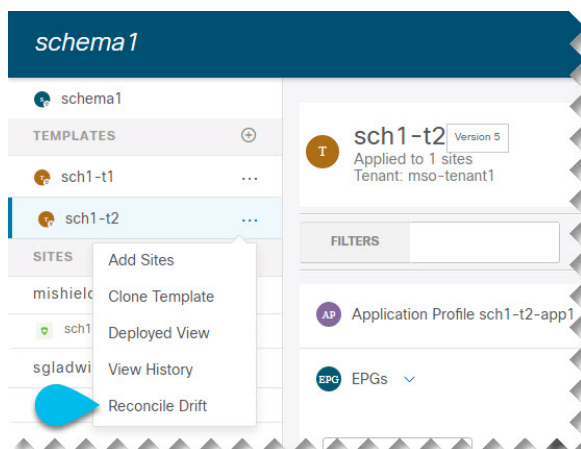 schema1
schema1
TEMPLATES
sch1-t1
...
sch1-t2
...
SITES
mishield
sch1
sgladwi
Add Sites
Clone Template
Deployed View
View History
Reconcile Drift
T
sch1-t2 Version 5
Applied to 1 sites
Tenant: mso-tenant1
FILTERS
AP Application Profile sch1-t2-app1
EPG EPGs